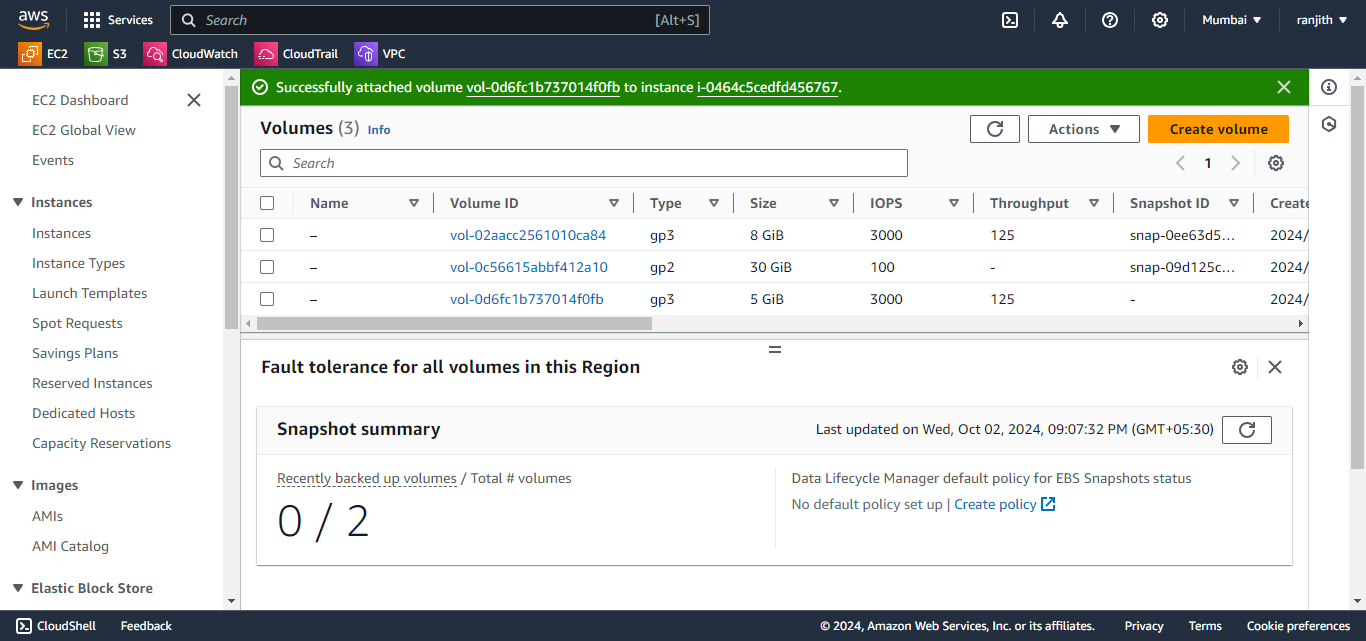 aws Services Search [Alt+S] Mumbai ▼ ranjith ▼
EC2 S3 CloudWatch CloudTrail VPC
EC2 Dashboard
EC2 Global View
Events
Instances
Instances
Instance Types
Launch Templates
Spot Requests
Savings Plans
Reserved Instances
Dedicated Hosts
Capacity Reservations
Images
AMIs
AMI Catalog
Elastic Block Store
Successfully attached volume vol-0d6fc1b737014f0fb to instance i-0464c5cedfd456767.
Volumes (3) Info Actions ▼ Create volume
Search 1
Name Volume ID Type Size IOPS Throughput Snapshot ID Create
– vol-02aacc2561010ca84 gp3 8 GiB 3000 125 snap-0ee63d5... 2024/
– vol-0c56615abbf412a10 gp2 30 GiB 100 - snap-09d125c... 2024/
– vol-0d6fc1b737014f0fb gp3 5 GiB 3000 125 - 2024/
Fault tolerance for all volumes in this Region
Snapshot summary Last updated on Wed, Oct 02, 2024, 09:07:32 PM (GMT+05:30)
Recently backed up volumes / Total # volumes
0 / 2
Data Lifecycle Manager default policy for EBS Snapshots status
No default policy set up | Create policy
CloudShell Feedback © 2024, Amazon Web Services, Inc. or its affiliates. Privacy Terms Cookie preferences